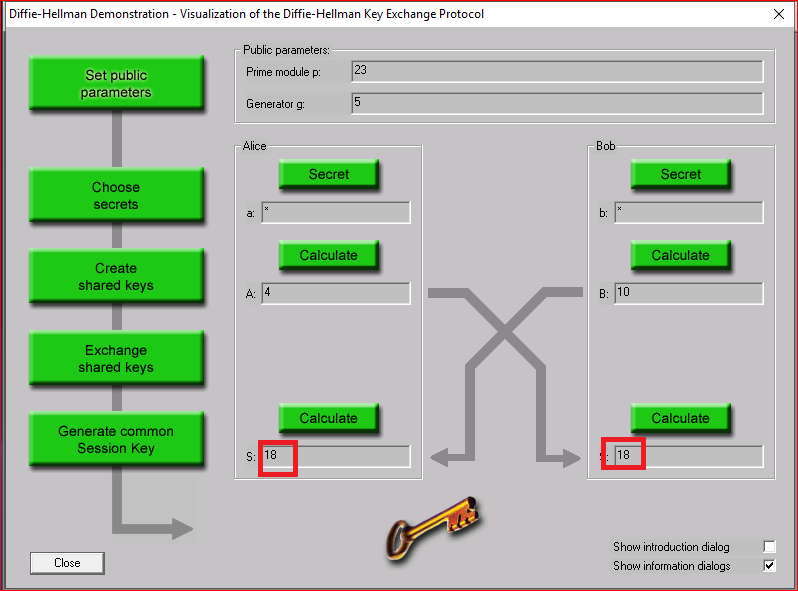 Diffie-Hellman Demonstration - Visualization of the Diffie-Hellman Key Exchange Protocol
Set public
parameters
Choose
secrets
Create
shared keys
Exchange
shared keys
Generate common
Session Key
Public parameters:
Prime module p: 23
Generator g: 5
Alice
Secret
a: *
Calculate
A: 4
Calculate
S: 18
Bob
Secret
b: *
Calculate
B: 10
Calculate
S: 18
Close
Show introduction dialog
Show information dialogs